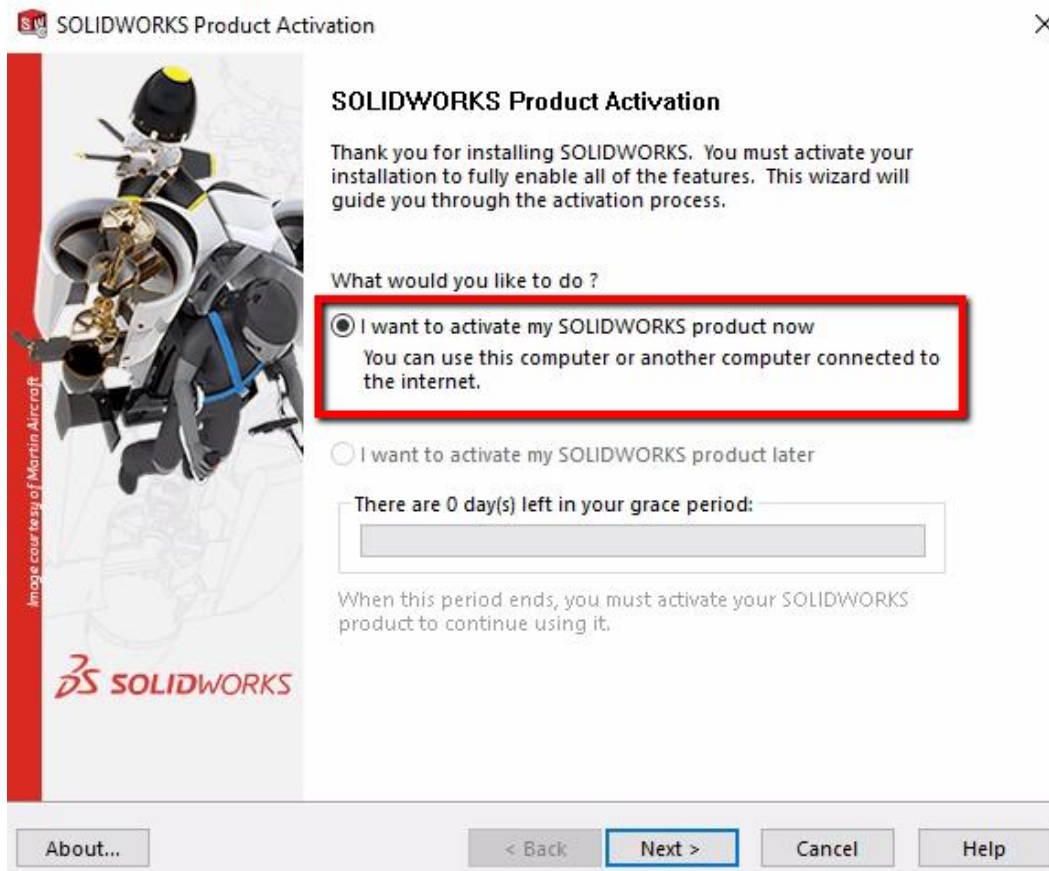 SOLIDWORKS Product Activation
SOLIDWORKS Product Activation
Thank you for installing SOLIDWORKS. You must activate your
installation to fully enable all of the features. This wizard will
guide you through the activation process.
What would you like to do ?
I want to activate my SOLIDWORKS product now
You can use this computer or another computer connected to
the internet.
I want to activate my SOLIDWORKS product later
There are 0 day(s) left in your grace period:
When this period ends, you must activate your SOLIDWORKS
product to continue using it.
Image courtesy of Martin Aircraft
SOLIDWORKS
About...
< Back
Next >
Cancel
Help